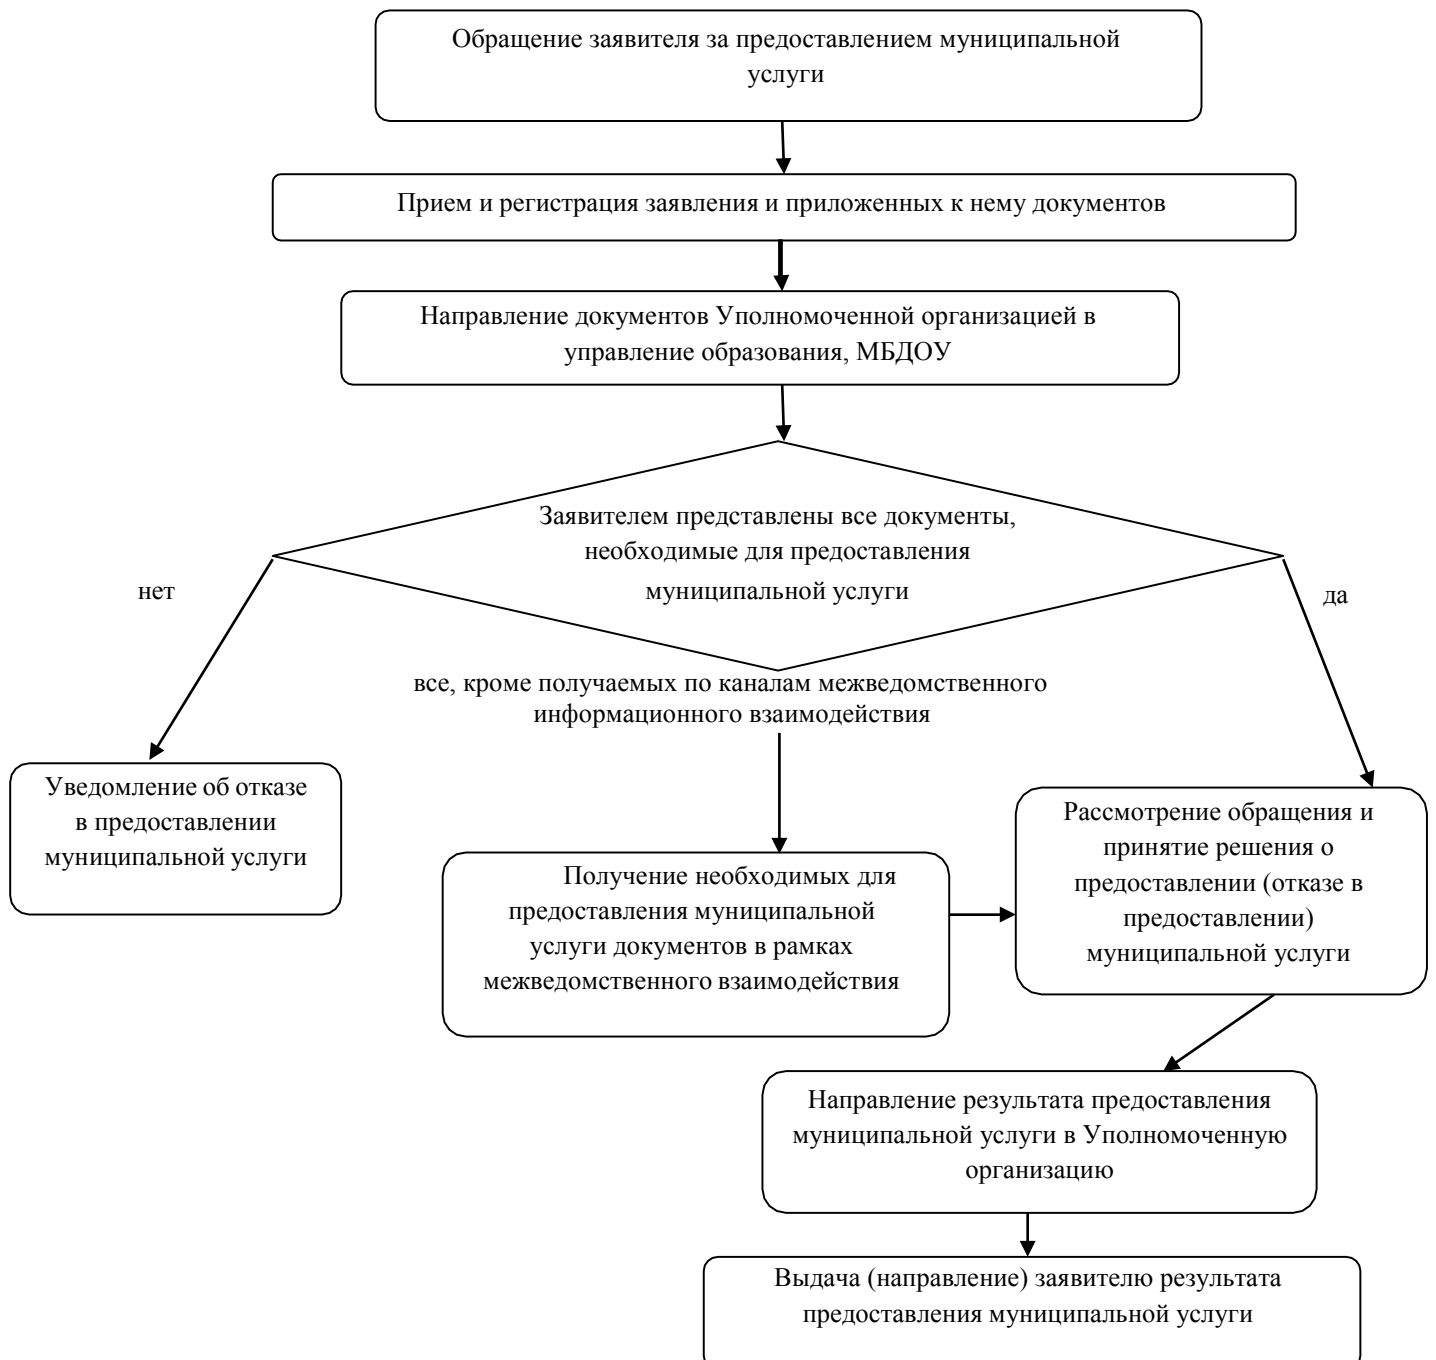 Обращение заявителя за предоставлением муниципальной
услуги
Прием и регистрация заявления и приложенных к нему документов
Направление документов Уполномоченной организацией в
управление образования, МБДОУ
Заявителем представлены все документы,
необходимые для предоставления
муниципальной услуги
нет
да
все, кроме получаемых по каналам межведомственного
информационного взаимодействия
Уведомление об отказе
в предоставлении
муниципальной услуги
Получение необходимых для
предоставления муниципальной
услуги документов в рамках
межведомственного взаимодействия
Рассмотрение обращения и
принятие решения о
предоставлении (отказе в
предоставлении)
муниципальной услуги
Направление результата предоставления
муниципальной услуги в Уполномоченную
организацию
Выдача (направление) заявителю результата
предоставления муниципальной услуги